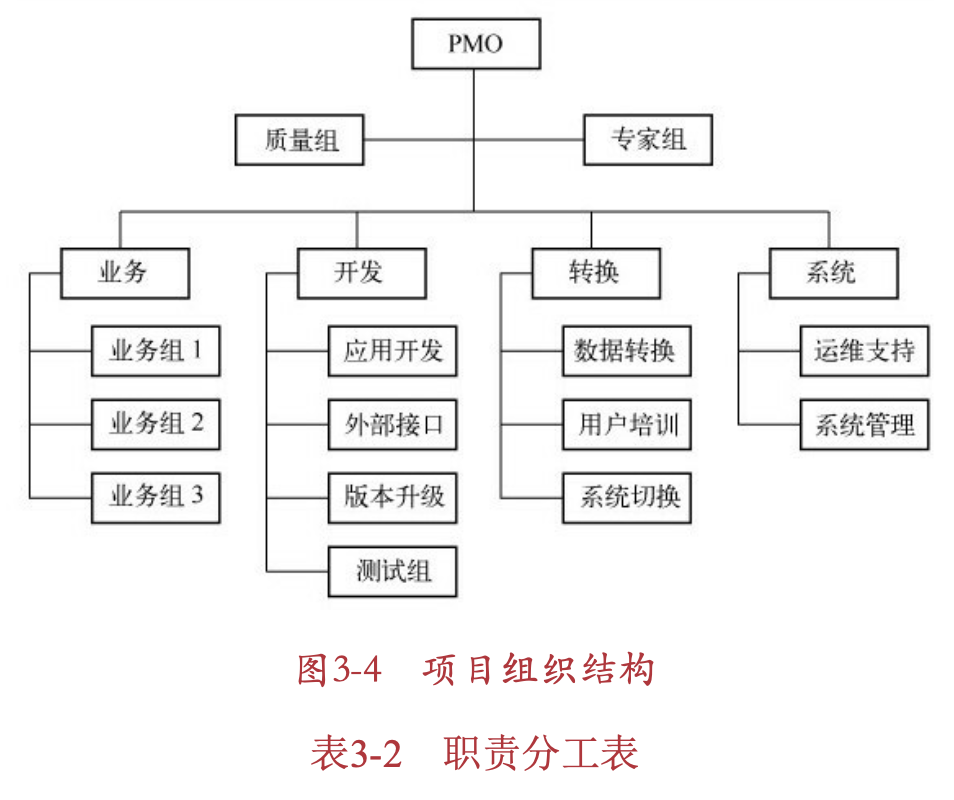 PMO
质量组 专家组
业务 开发 转换 系统
业务组 1 应用开发 数据转换 运维支持
业务组 2 外部接口 用户培训 系统管理
业务组 3 版本升级 系统切换
测试组
图3-4 项目组织结构
表3-2 职责分工表